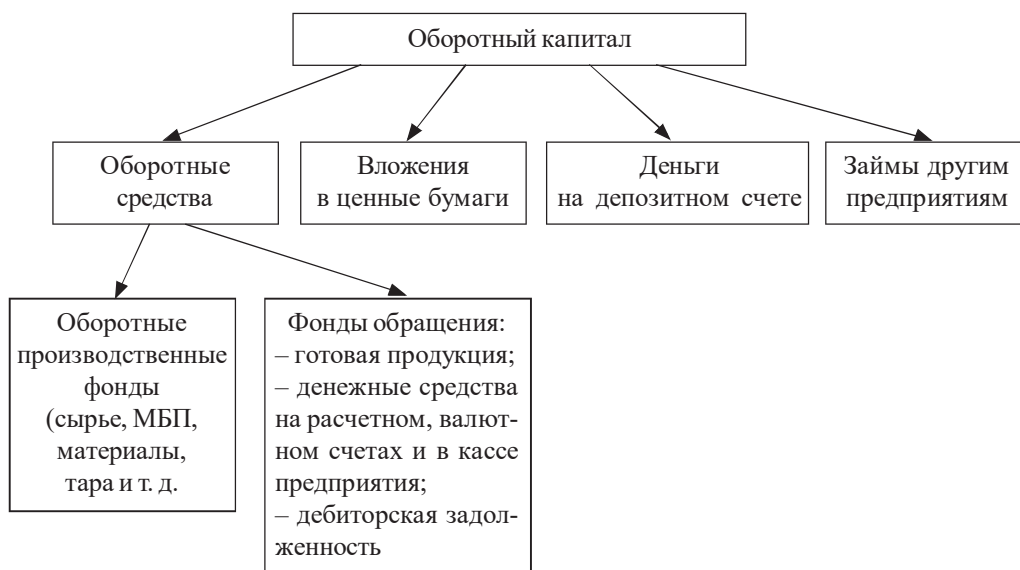 Оборотный капитал
Оборотные
средства
Вложения
в ценные бумаги
Деньги
на депозитном счете
Займы другим
предприятиям
Оборотные
производственные
фонды
(сырье, МБП,
материалы,
тара и т. д.
Фонды обращения:
– готовая продукция;
– денежные средства
на расчетном, валют-
ном счетах и в кассе
предприятия;
– дебиторская задол-
женность